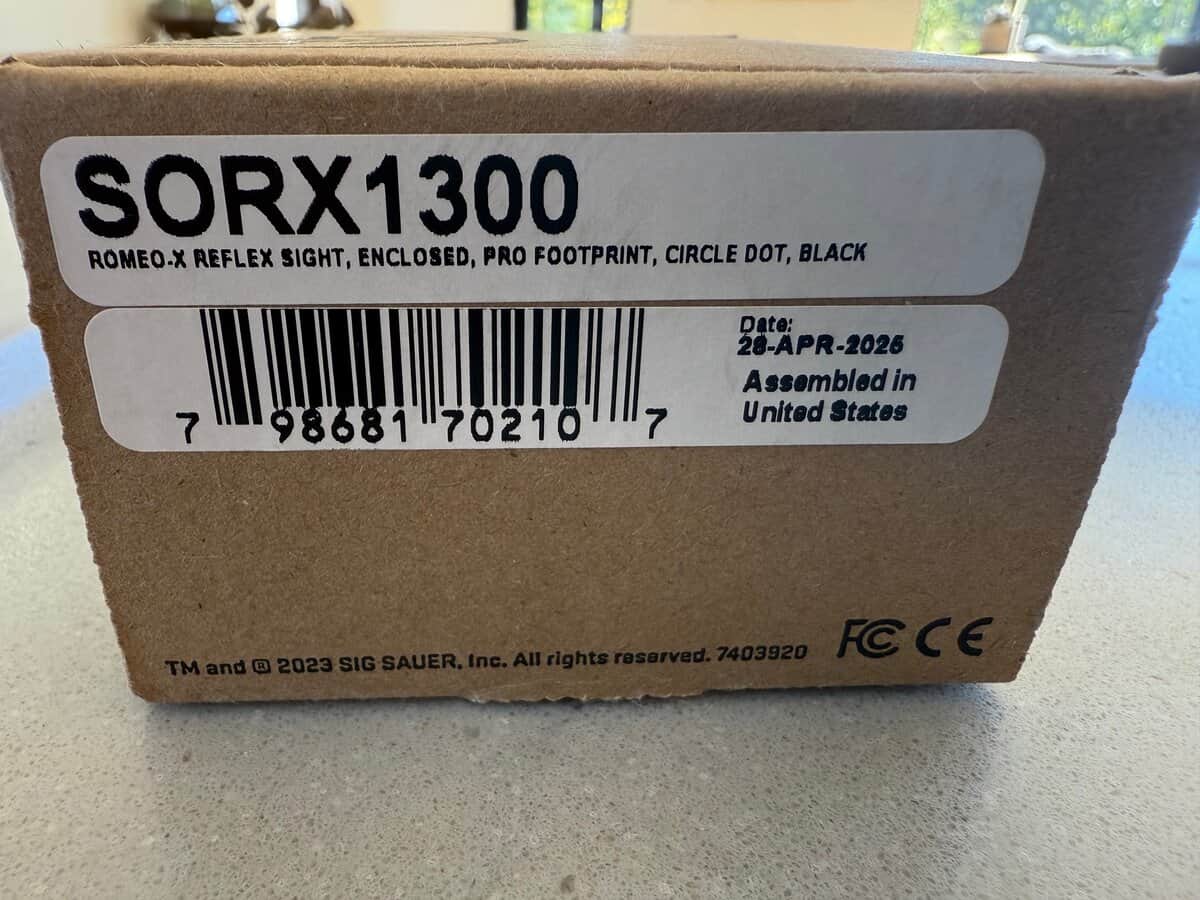 SORX1300
ROMEO-X REFLEX SIGHT, ENCLOSED, PRO FOOTPRINT, CIRCLE DOT, BLACK
7 98681 70210 7
Date:
28-APR-2025
Assembled in
United States
TM and ® 2023 SIG SAUER, Inc. All rights reserved. 7403920
FC CE